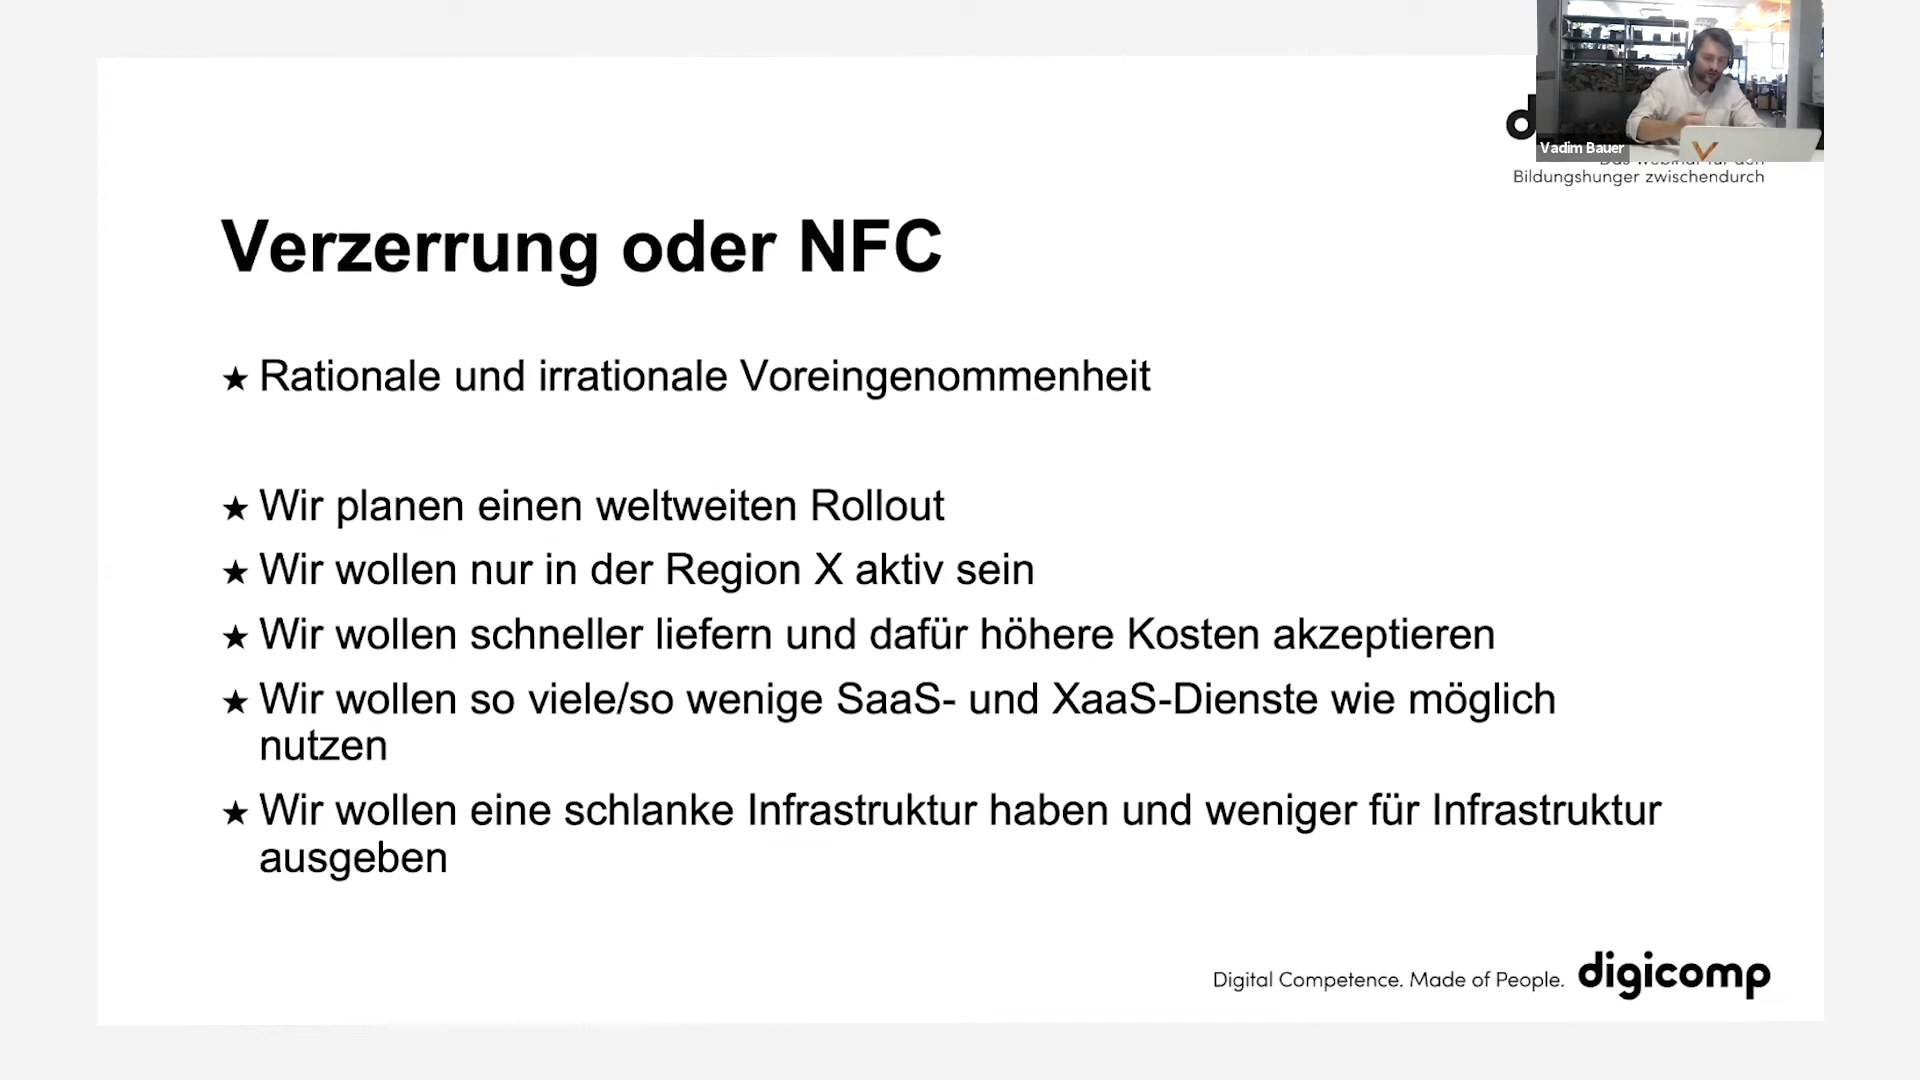 Vadim Bauer
Bildungshunger zwischendurch
Verzerrung oder NFC
★ Rationale und irrationale Voreingenommenheit
★ Wir planen einen weltweiten Rollout
★ Wir wollen nur in der Region X aktiv sein
★ Wir wollen schneller liefern und dafür höhere Kosten akzeptieren
★ Wir wollen so viele/so wenige SaaS- und XaaS-Dienste wie möglich
nutzen
★ Wir wollen eine schlanke Infrastruktur haben und weniger für Infrastruktur
ausgeben
Digital Competence. Made of People. digicomp